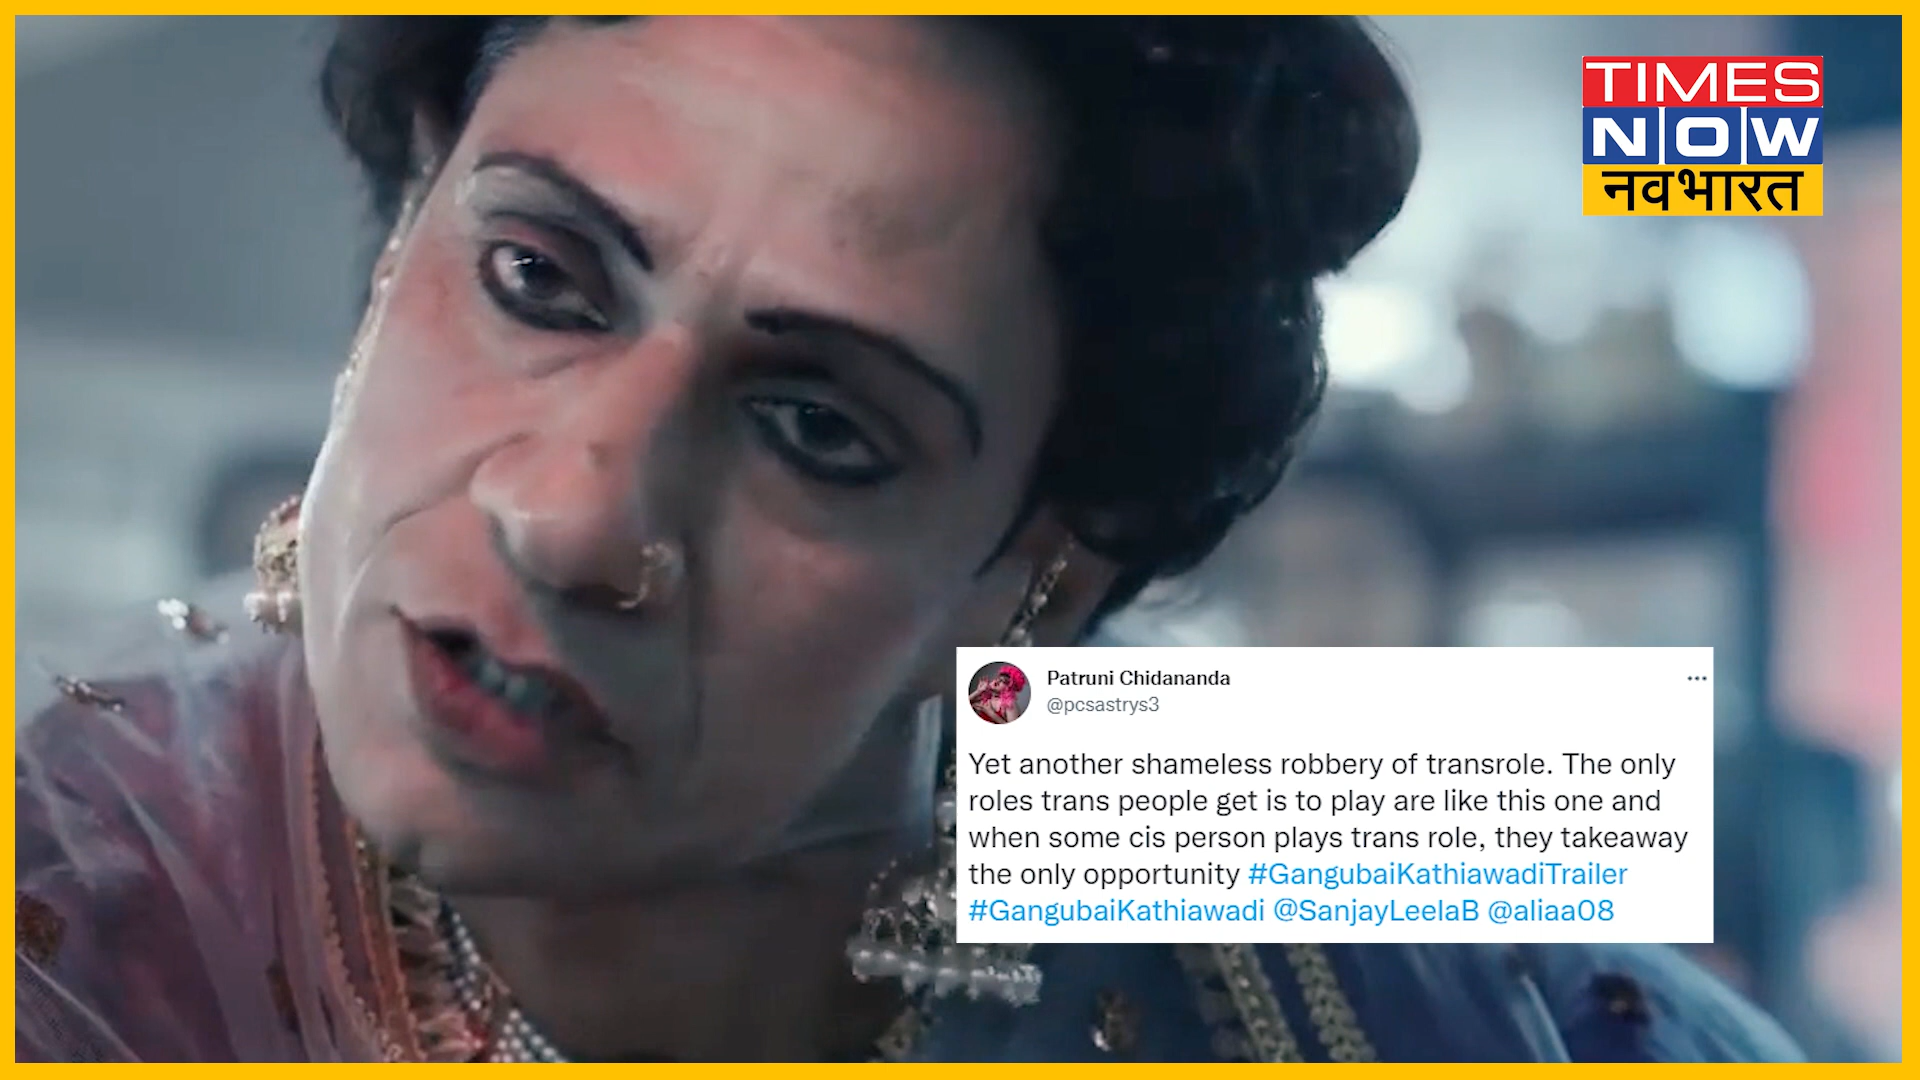 TIMES
NOW
नवभारत
Patruni Chidananda
@pcsastrys3
Yet another shameless robbery of transrole. The only
roles trans people get is to play are like this one and
when some cis person plays trans role, they takeaway
the only opportunity #GangubaiKathiawadiTrailer
#GangubaiKathiawadi @SanjayLeelaB @aliaa08